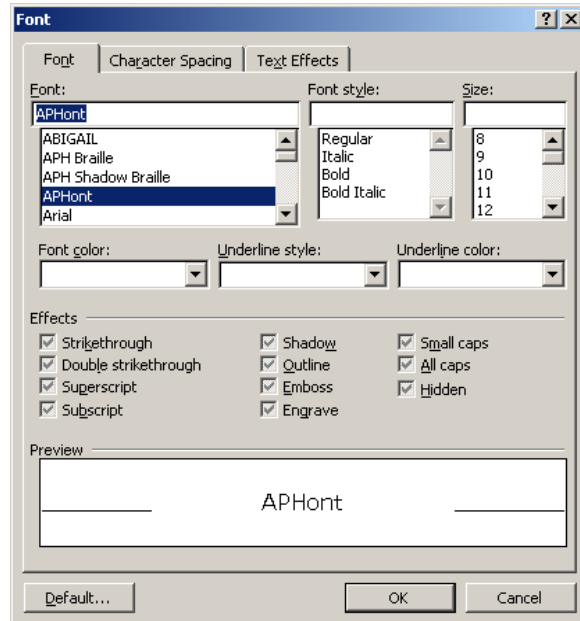 Font
Font Character Spacing Text Effects
Font: Font style: Size:
APHont
ABIGAIL
APH Braille
APH Shadow Braille
APHont
Arial
Regular
Italic
Bold
Bold Italic
8
9
10
11
12
Font color: Underline style: Underline color:
Effects
Strikethrough
Double strikethrough
Superscript
Subscript
Shadow
Outline
Emboss
Engrave
Small caps
All caps
Hidden
Preview
APHont
Default... OK Cancel